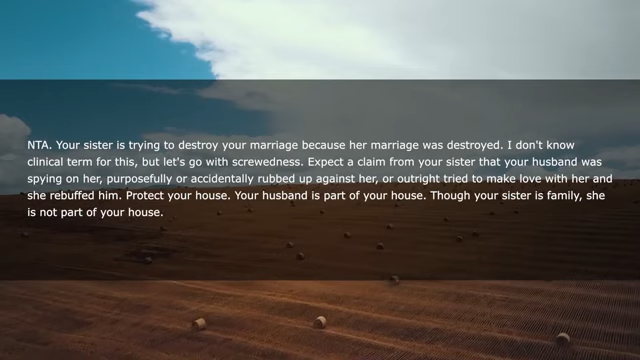 NTA. Your sister is trying to destroy your marriage because her marriage was destroyed. I don't know
clinical term for this, but let's go with screwedness. Expect a claim from your sister that your husband was
spying on her, purposefully or accidentally rubbed up against her, or outright tried to make love with her and
she rebuffed him. Protect your house. Your husband is part of your house. Though your sister is family, she
is not part of your house.